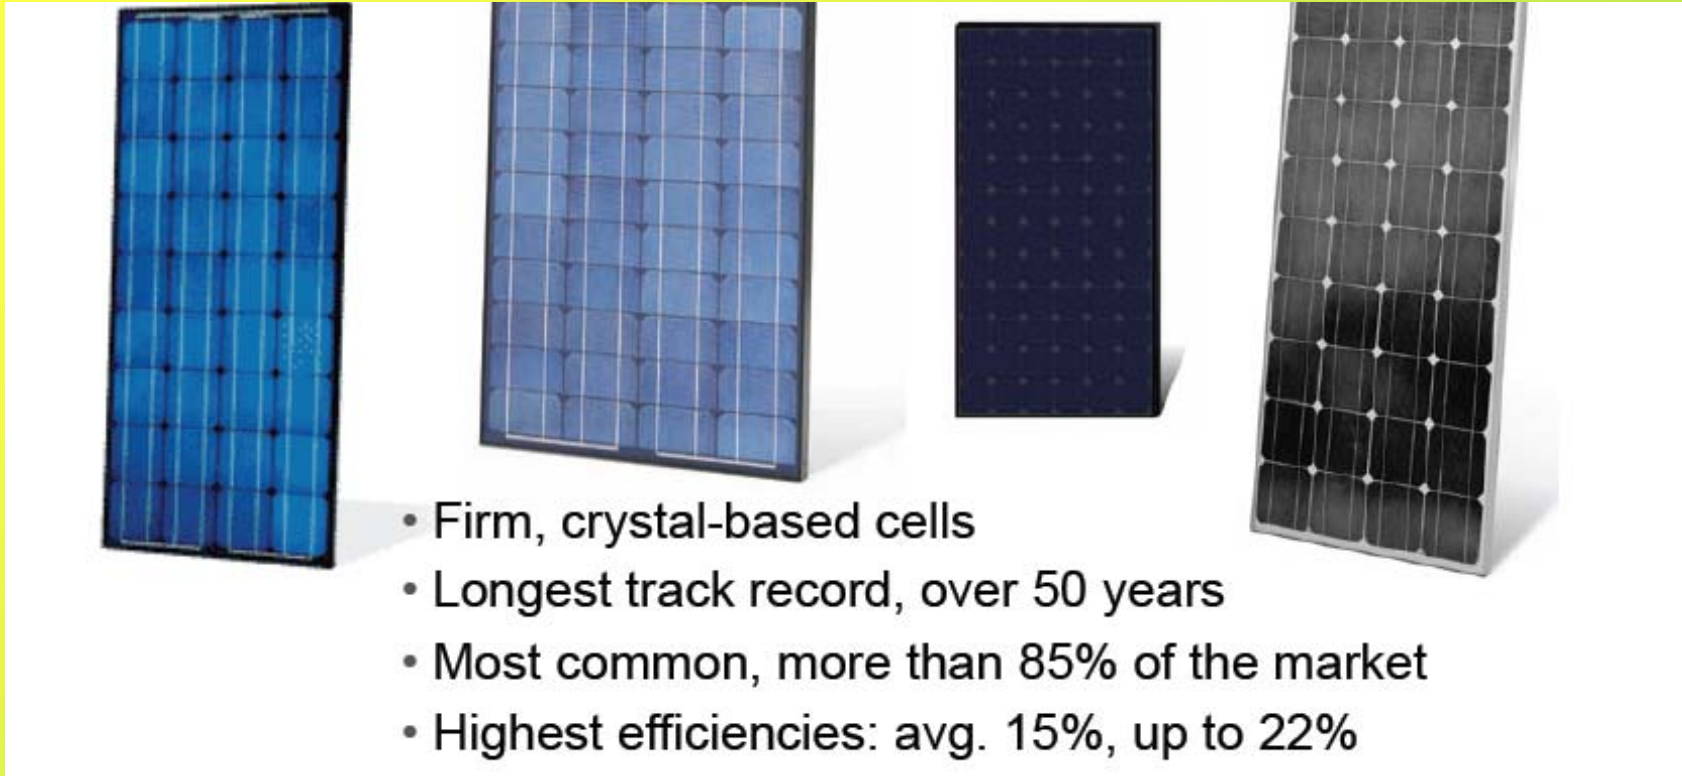 • Firm, crystal-based cells
• Longest track record, over 50 years
• Most common, more than 85% of the market
• Highest efficiencies: avg. 15%, up to 22%